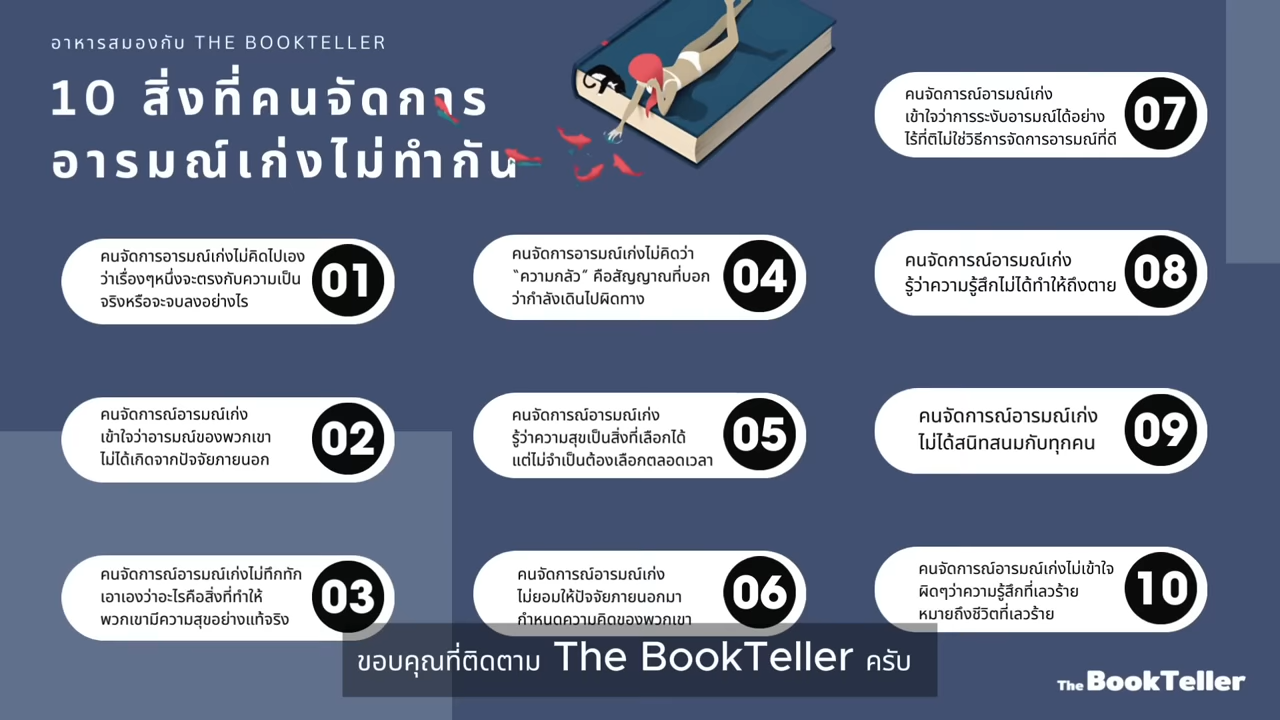 อาหารสมองกับ THE BOOKTELLER
10 สิ่งที่คนจัดการ
อารมณ์เก่งไม่ทำกัน
คนจัดการอารมณ์เก่งไม่คิดไปเอง
ว่าเรื่องๆหนึ่งจะตรงกับความเป็น
จริงหรือจะจบลงอย่างไร
01
คนจัดการณ์อารมณ์เก่ง
เข้าใจว่าอารมณ์ของพวกเขา
ไม่ได้เกิดจากปัจจัยภายนอก
02
คนจัดการณ์อารมณ์เก่งไม่ทึกทัก
เอาเองว่าอะไรคือสิ่งที่ทำให้
พวกเขามีความสุขอย่างแท้จริง
03
คนจัดการอารมณ์เก่งไม่คิดว่า
“ความกลัว” คือสัญญาณที่บอก
ว่ากำลังเดินไปผิดทาง
04
คนจัดการณ์อารมณ์เก่ง
รู้ว่าความสุขเป็นสิ่งที่เลือกได้
แต่ไม่จำเป็นต้องเลือกตลอดเวลา
05
คนจัดการณ์อารมณ์เก่ง
ไม่ยอมให้ปัจจัยภายนอกมา
กำหนดความคิดของพวกเขา
06
คนจัดการณ์อารมณ์เก่ง
เข้าใจว่าการระงับอารมณ์ได้อย่าง
ไร้ที่ติไม่ใช่วิธีการจัดการอารมณ์ที่ดี
07
คนจัดการณ์อารมณ์เก่ง
รู้ว่าความรู้สึกไม่ได้ทำให้ถึงตาย
08
คนจัดการณ์อารมณ์เก่ง
ไม่ได้สนิทสนมกับทุกคน
09
คนจัดการณ์อารมณ์เก่งไม่เข้าใจ
ผิดๆว่าความรู้สึกที่เลวร้าย
หมายถึงชีวิตที่เลวร้าย
10
ขอบคุณที่ติดตาม The BookTeller ครับ
The BookTeller